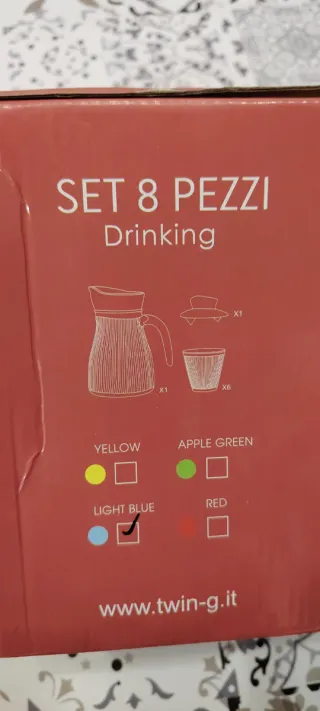 SET 8 PEZZI
Drinking
X1
X1
X6
YELLOW
APPLE GREEN
LIGHT BLUE
RED
www.twin-g.it